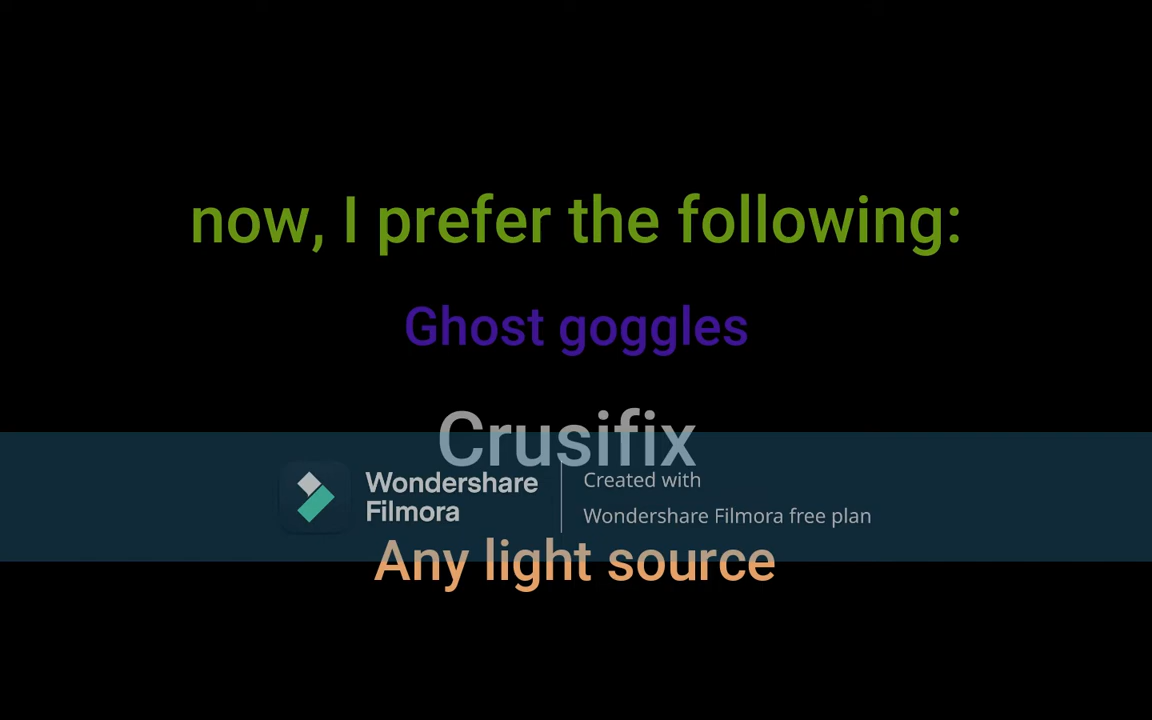 now, I prefer the following:
Ghost goggles
Crusifix
Wondershare
Filmora
Created with
Wondershare Filmora free plan
Any light source